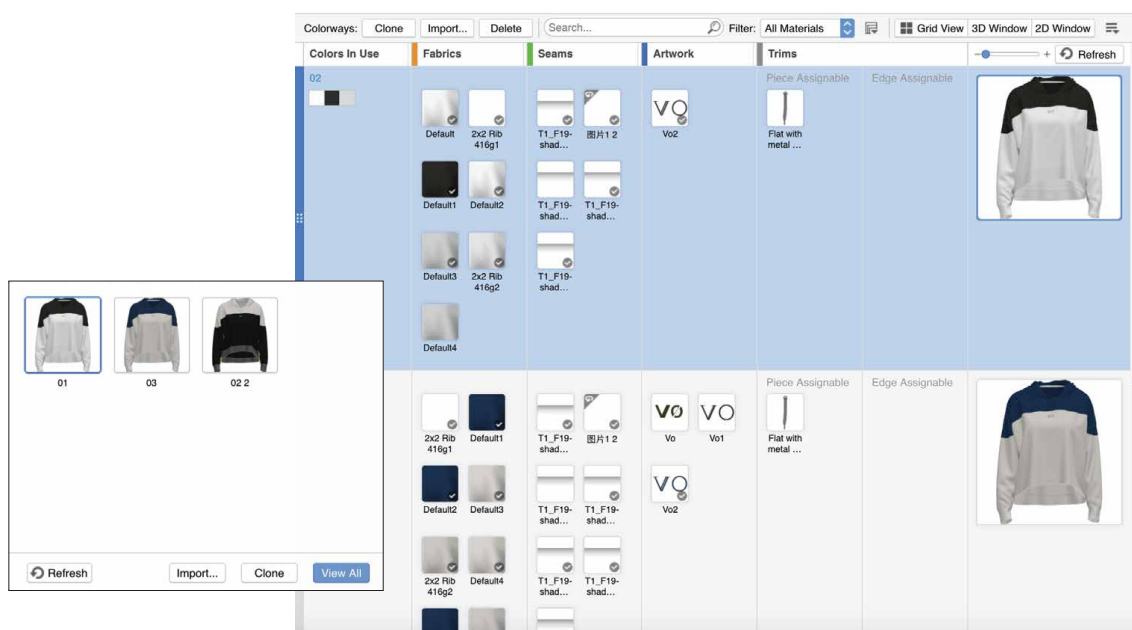 Colorways: Clone Import... Delete Search... Filter: All Materials Grid View 3D Window 2D Window
Colors In Use Fabrics Seams Artwork Trims - + Refresh
02 Piece Assignable Edge Assignable
VO
Default 2x2 Rib T1_F19- 图片1 2 Vo2 Flat with
416g1 shad... metal ...
Default1 Default2 T1_F19- T1_F19-
shad... shad...
Default3 2x2 Rib T1_F19-
416g2 shad...
Default4
01 03 02 2
Refresh Import... Clone View All
Piece Assignable Edge Assignable
VO VO
2x2 Rib Default1 T1_F19- 图片1 2 Vo Vo1 Flat with
416g1 shad... metal ...
VO
Default2 Default3 T1_F19- T1_F19- Vo2
shad... shad...
2x2 Rib Default4 T1_F19- T1_F19-
416g2 shad... shad...